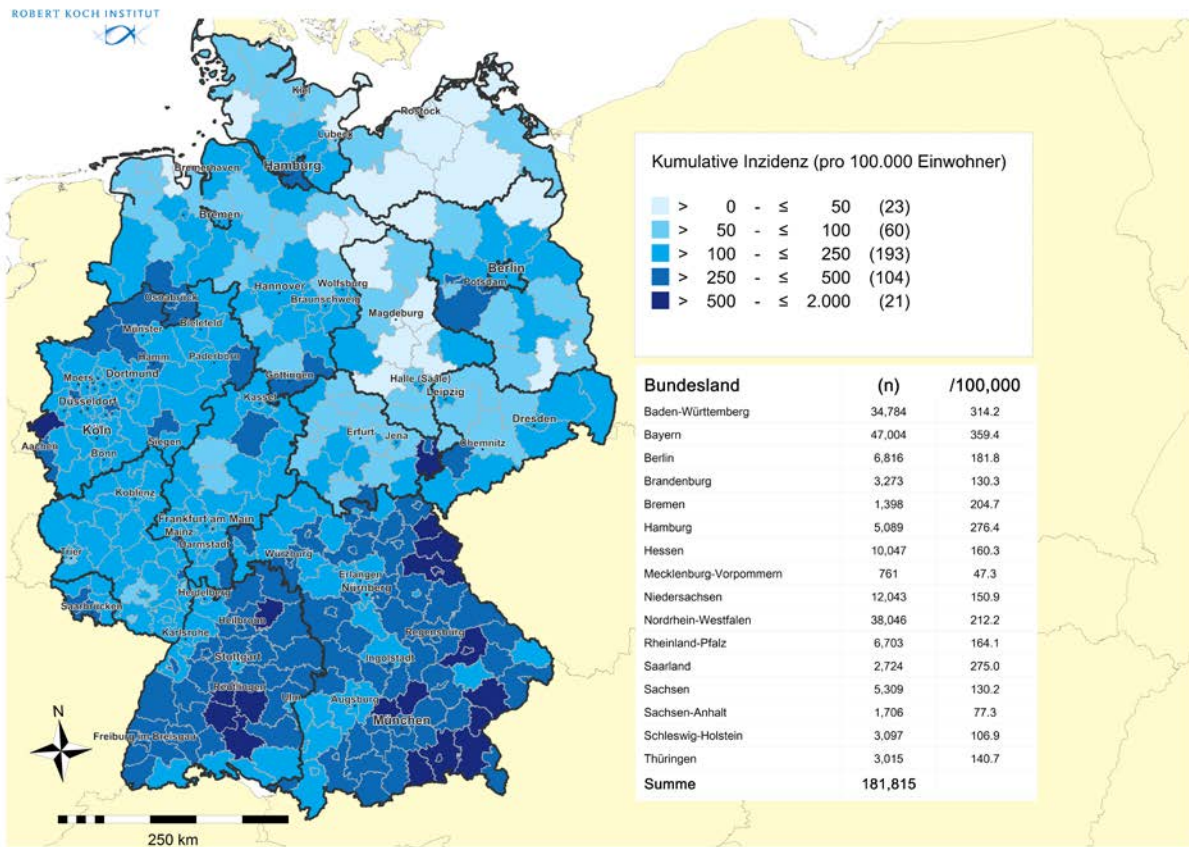 ROBERT KOCH INSTITUT
Kiel
Rostock
Lübeck
Hamburg
Bremerhaven
Bremen
Berlin
Potsdam
Wolfsburg
Hannover
Braunschweig
Osnabrück
Magdeburg
Bielefeld
Münster
Hamm
Paderborn
Göttingen
Halle (Saale)
Moers
Dortmund
Leipzig
Kassel
Düsseldorf
Dresden
Köln
Erfurt
Jena
Chemnitz
Siegen
Aachen
Bonn
Koblenz
Frankfurt am Main
Mainz
Darmstadt
Trier
Würzburg
Erlangen
Nürnberg
Heidelberg
Saarbrücken
Heilbronn
Karlsruhe
Regensburg
Stuttgart
Ingolstadt
Reutlingen
Ulm
Augsburg
München
Freiburg im Breisgau
N
250 km
Kumulative Inzidenz (pro 100.000 Einwohner)
> 0 - ≤ 50 (23)
> 50 - ≤ 100 (60)
> 100 - ≤ 250 (193)
> 250 - ≤ 500 (104)
> 500 - ≤ 2.000 (21)
Bundesland (n) /100,000
Baden-Württemberg 34,784 314.2
Bayern 47,004 359.4
Berlin 6,816 181.8
Brandenburg 3,273 130.3
Bremen 1,398 204.7
Hamburg 5,089 276.4
Hessen 10,047 160.3
Mecklenburg-Vorpommern 761 47.3
Niedersachsen 12,043 150.9
Nordrhein-Westfalen 38,046 212.2
Rheinland-Pfalz 6,703 164.1
Saarland 2,724 275.0
Sachsen 5,309 130.2
Sachsen-Anhalt 1,706 77.3
Schleswig-Holstein 3,097 106.9
Thüringen 3,015 140.7
Summe 181,815